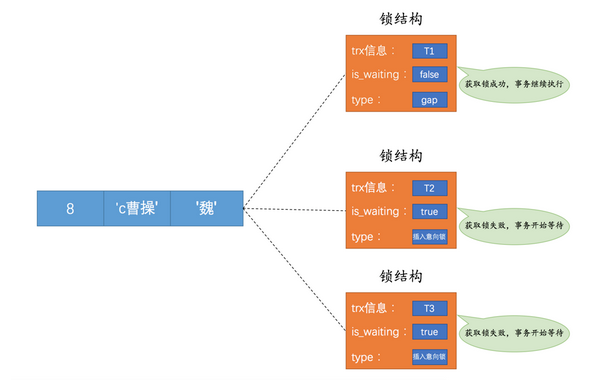 锁结构
trx信息： T1
is_waiting： false
type： gap
获取锁成功，事务继续执行
8 'c曹操' '魏'
锁结构
trx信息： T2
is_waiting： true
type： 插入意向锁
获取锁失败，事务开始等待
锁结构
trx信息： T3
is_waiting： true
type： 插入意向锁
获取锁失败，事务开始等待